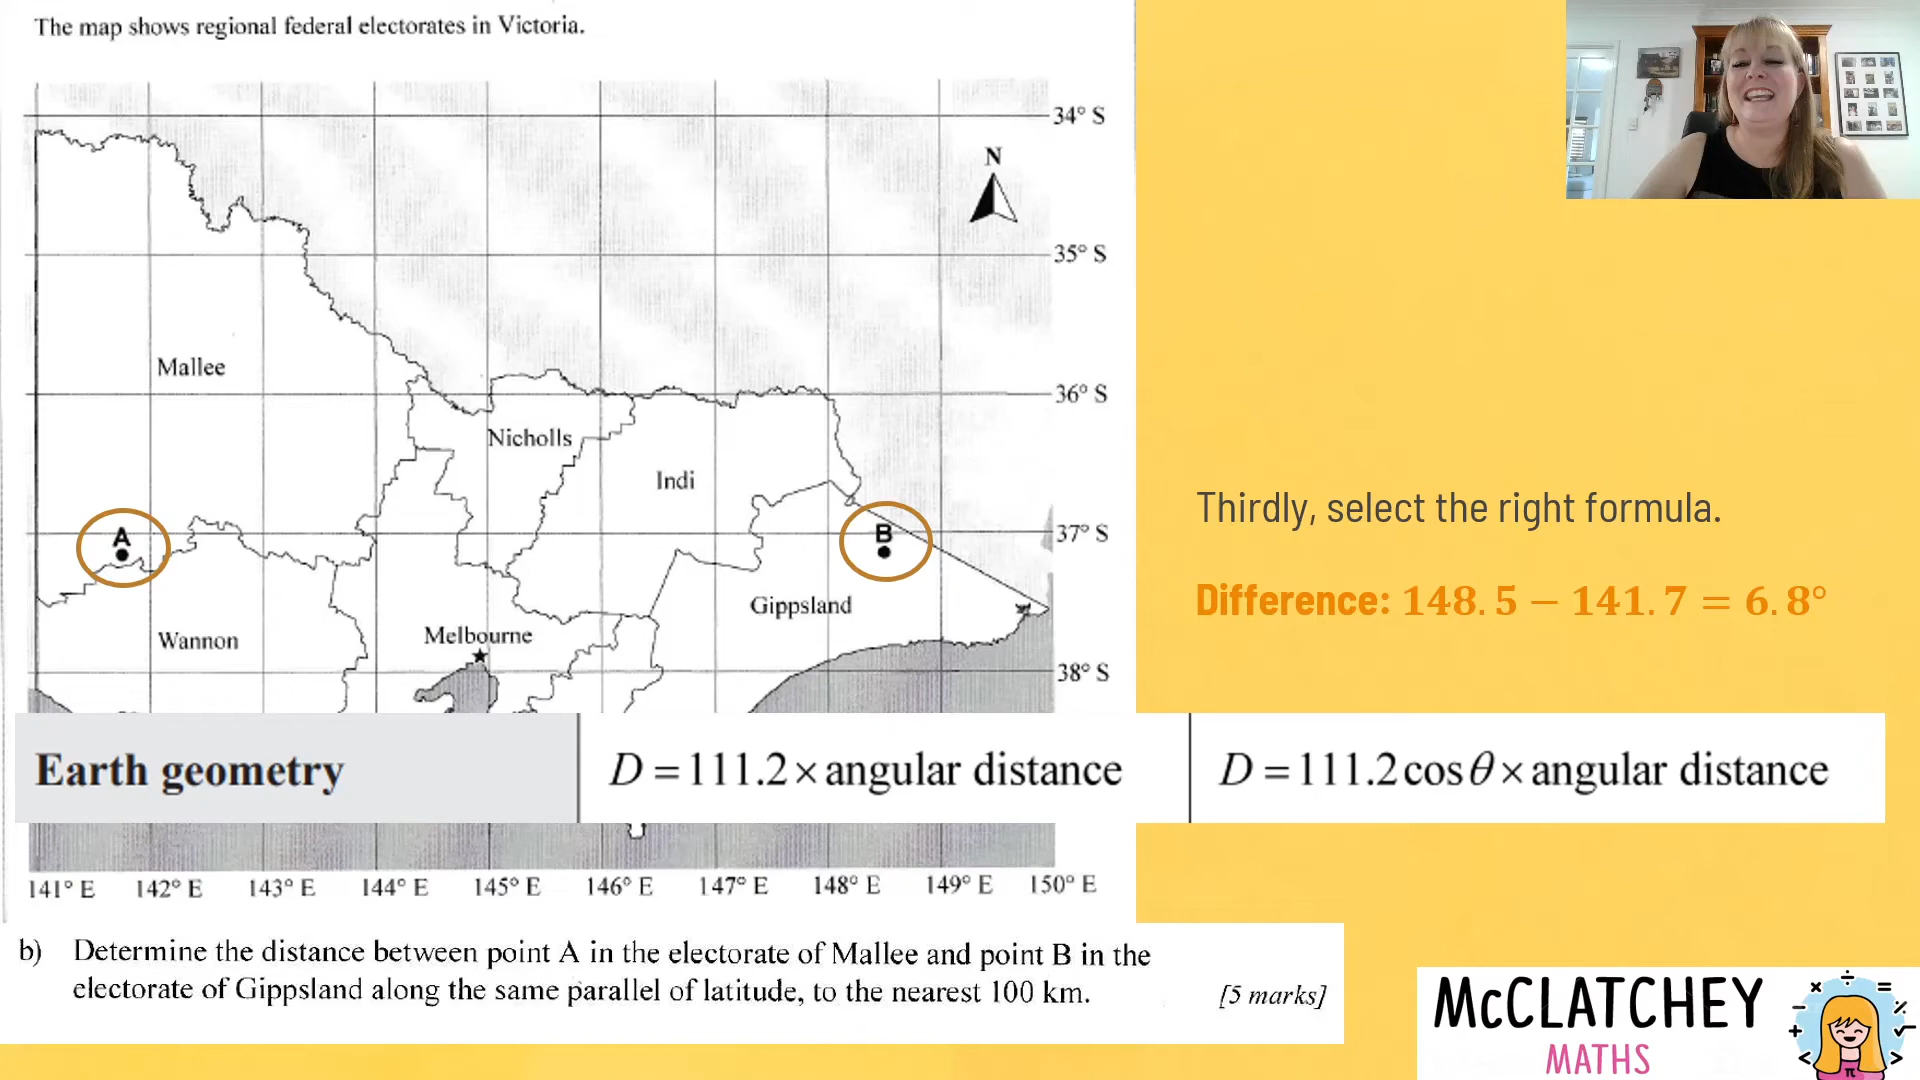 The map shows regional federal electorates in Victoria.
34° S
N
35° S
Mallee
36° S
Nicholls
Indi
A
B
37° S
Gippsland
Wannon
Melbourne
38° S
Thirdly, select the right formula.
Difference: 148.5 − 141.7 = 6.8°
Earth geometry
D = 111.2 × angular distance
D = 111.2 cos θ × angular distance
141° E 142° E 143° E 144° E 145° E 146° E 147° E 148° E 149° E 150° E
b) Determine the distance between point A in the electorate of Mallee and point B in the
electorate of Gippsland along the same parallel of latitude, to the nearest 100 km.
[5 marks]
McCLATCHEY
MATHS
÷
×
=
−
%
+
√
<
>
π